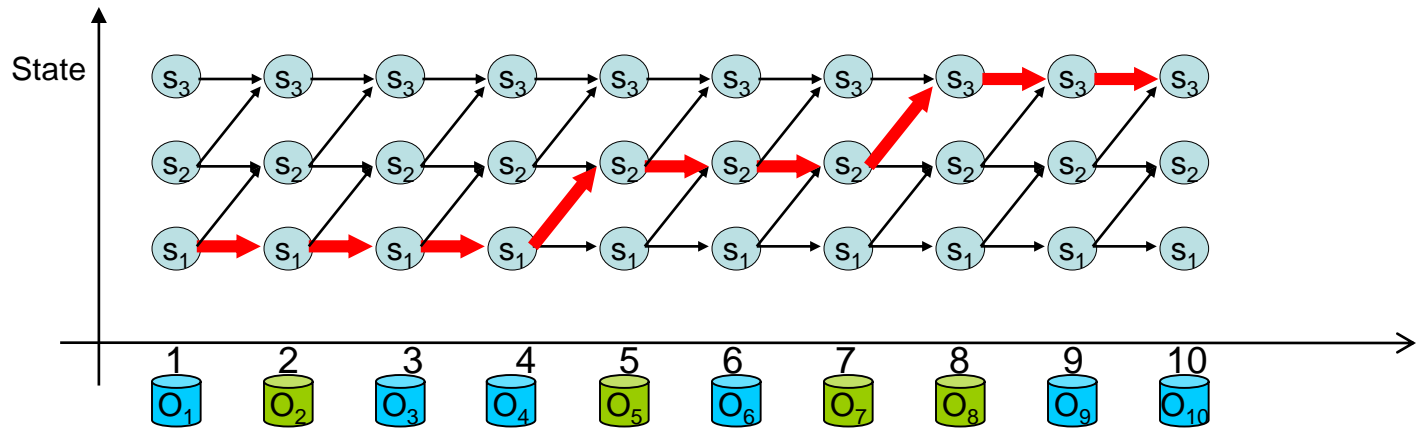 State
s₃ s₃ s₃ s₃ s₃ s₃ s₃ s₃ s₃ s₃
s₂ s₂ s₂ s₂ s₂ s₂ s₂ s₂ s₂ s₂
s₁ s₁ s₁ s₁ s₁ s₁ s₁ s₁ s₁ s₁
1 2 3 4 5 6 7 8 9 10
O₁ O₂ O₃ O₄ O₅ O₆ O₇ O₈ O₉ O₁₀